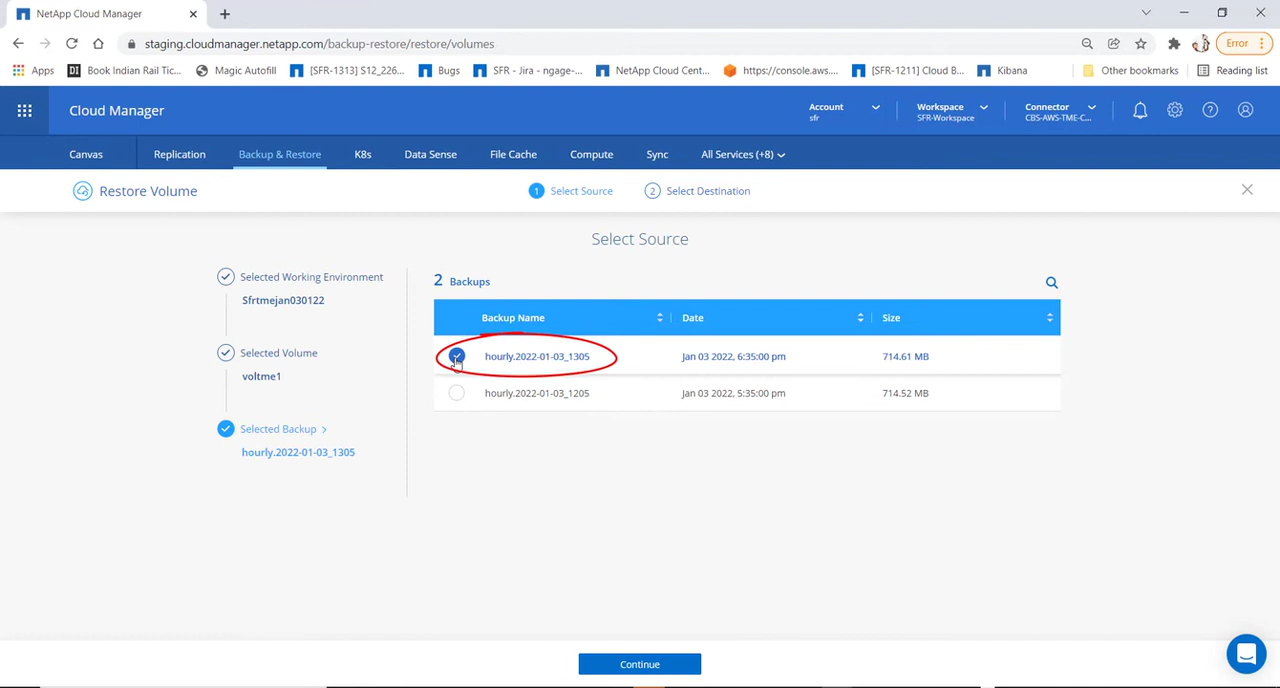 NetApp Cloud Manager
staging.cloudmanager.netapp.com/backup-restore/restore/volumes
Error
Apps
Book Indian Rail Tic...
Magic Autofill
[SFR-1313] S12_226...
Bugs
SFR - Jira - ngage-...
NetApp Cloud Cent...
https://console.aws....
[SFR-1211] Cloud B...
Kibana
Other bookmarks
Reading list
Cloud Manager
Account
sfr
Workspace
SFR-Workspace
Connector
CBS-AWS-TME-C...
Canvas
Replication
Backup & Restore
K8s
Data Sense
File Cache
Compute
Sync
All Services (+8)
Restore Volume
1 Select Source
2 Select Destination
Select Source
Selected Working Environment
Sfrtmejan030122
Selected Volume
voltme1
Selected Backup >
hourly.2022-01-03_1305
2 Backups
Backup Name Date Size
hourly.2022-01-03_1305 Jan 03 2022, 6:35:00 pm 714.61 MB
hourly.2022-01-03_1205 Jan 03 2022, 5:35:00 pm 714.52 MB
Continue